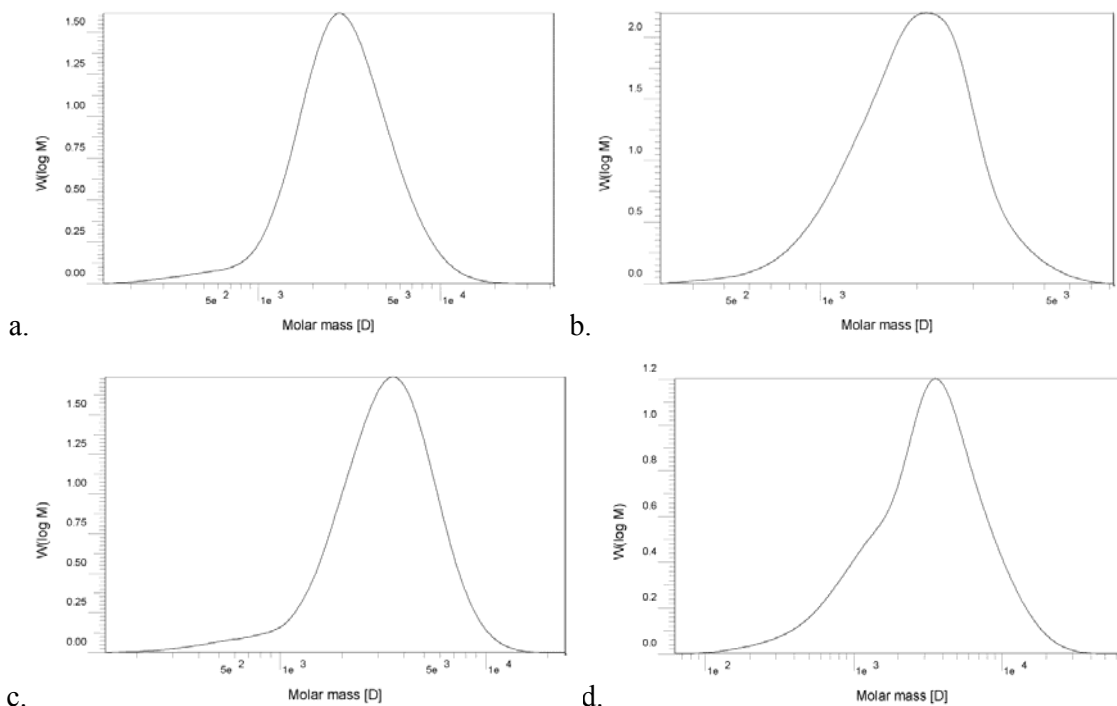 1.50
1.25
1.00
0.75
0.50
0.25
0.00
W(log M)
5e 2
1e 3
5e 3
1e 4
Molar mass [D]
a.
2.0
1.5
1.0
0.5
0.0
W(log M)
5e 2
1e 3
5e 3
Molar mass [D]
b.
1.50
1.25
1.00
0.75
0.50
0.25
0.00
W(log M)
5e 2
1e 3
5e 3
1e 4
Molar mass [D]
c.
1.2
1.0
0.8
0.6
0.4
0.2
0.0
W(log M)
1e 2
1e 3
1e 4
Molar mass [D]
d.